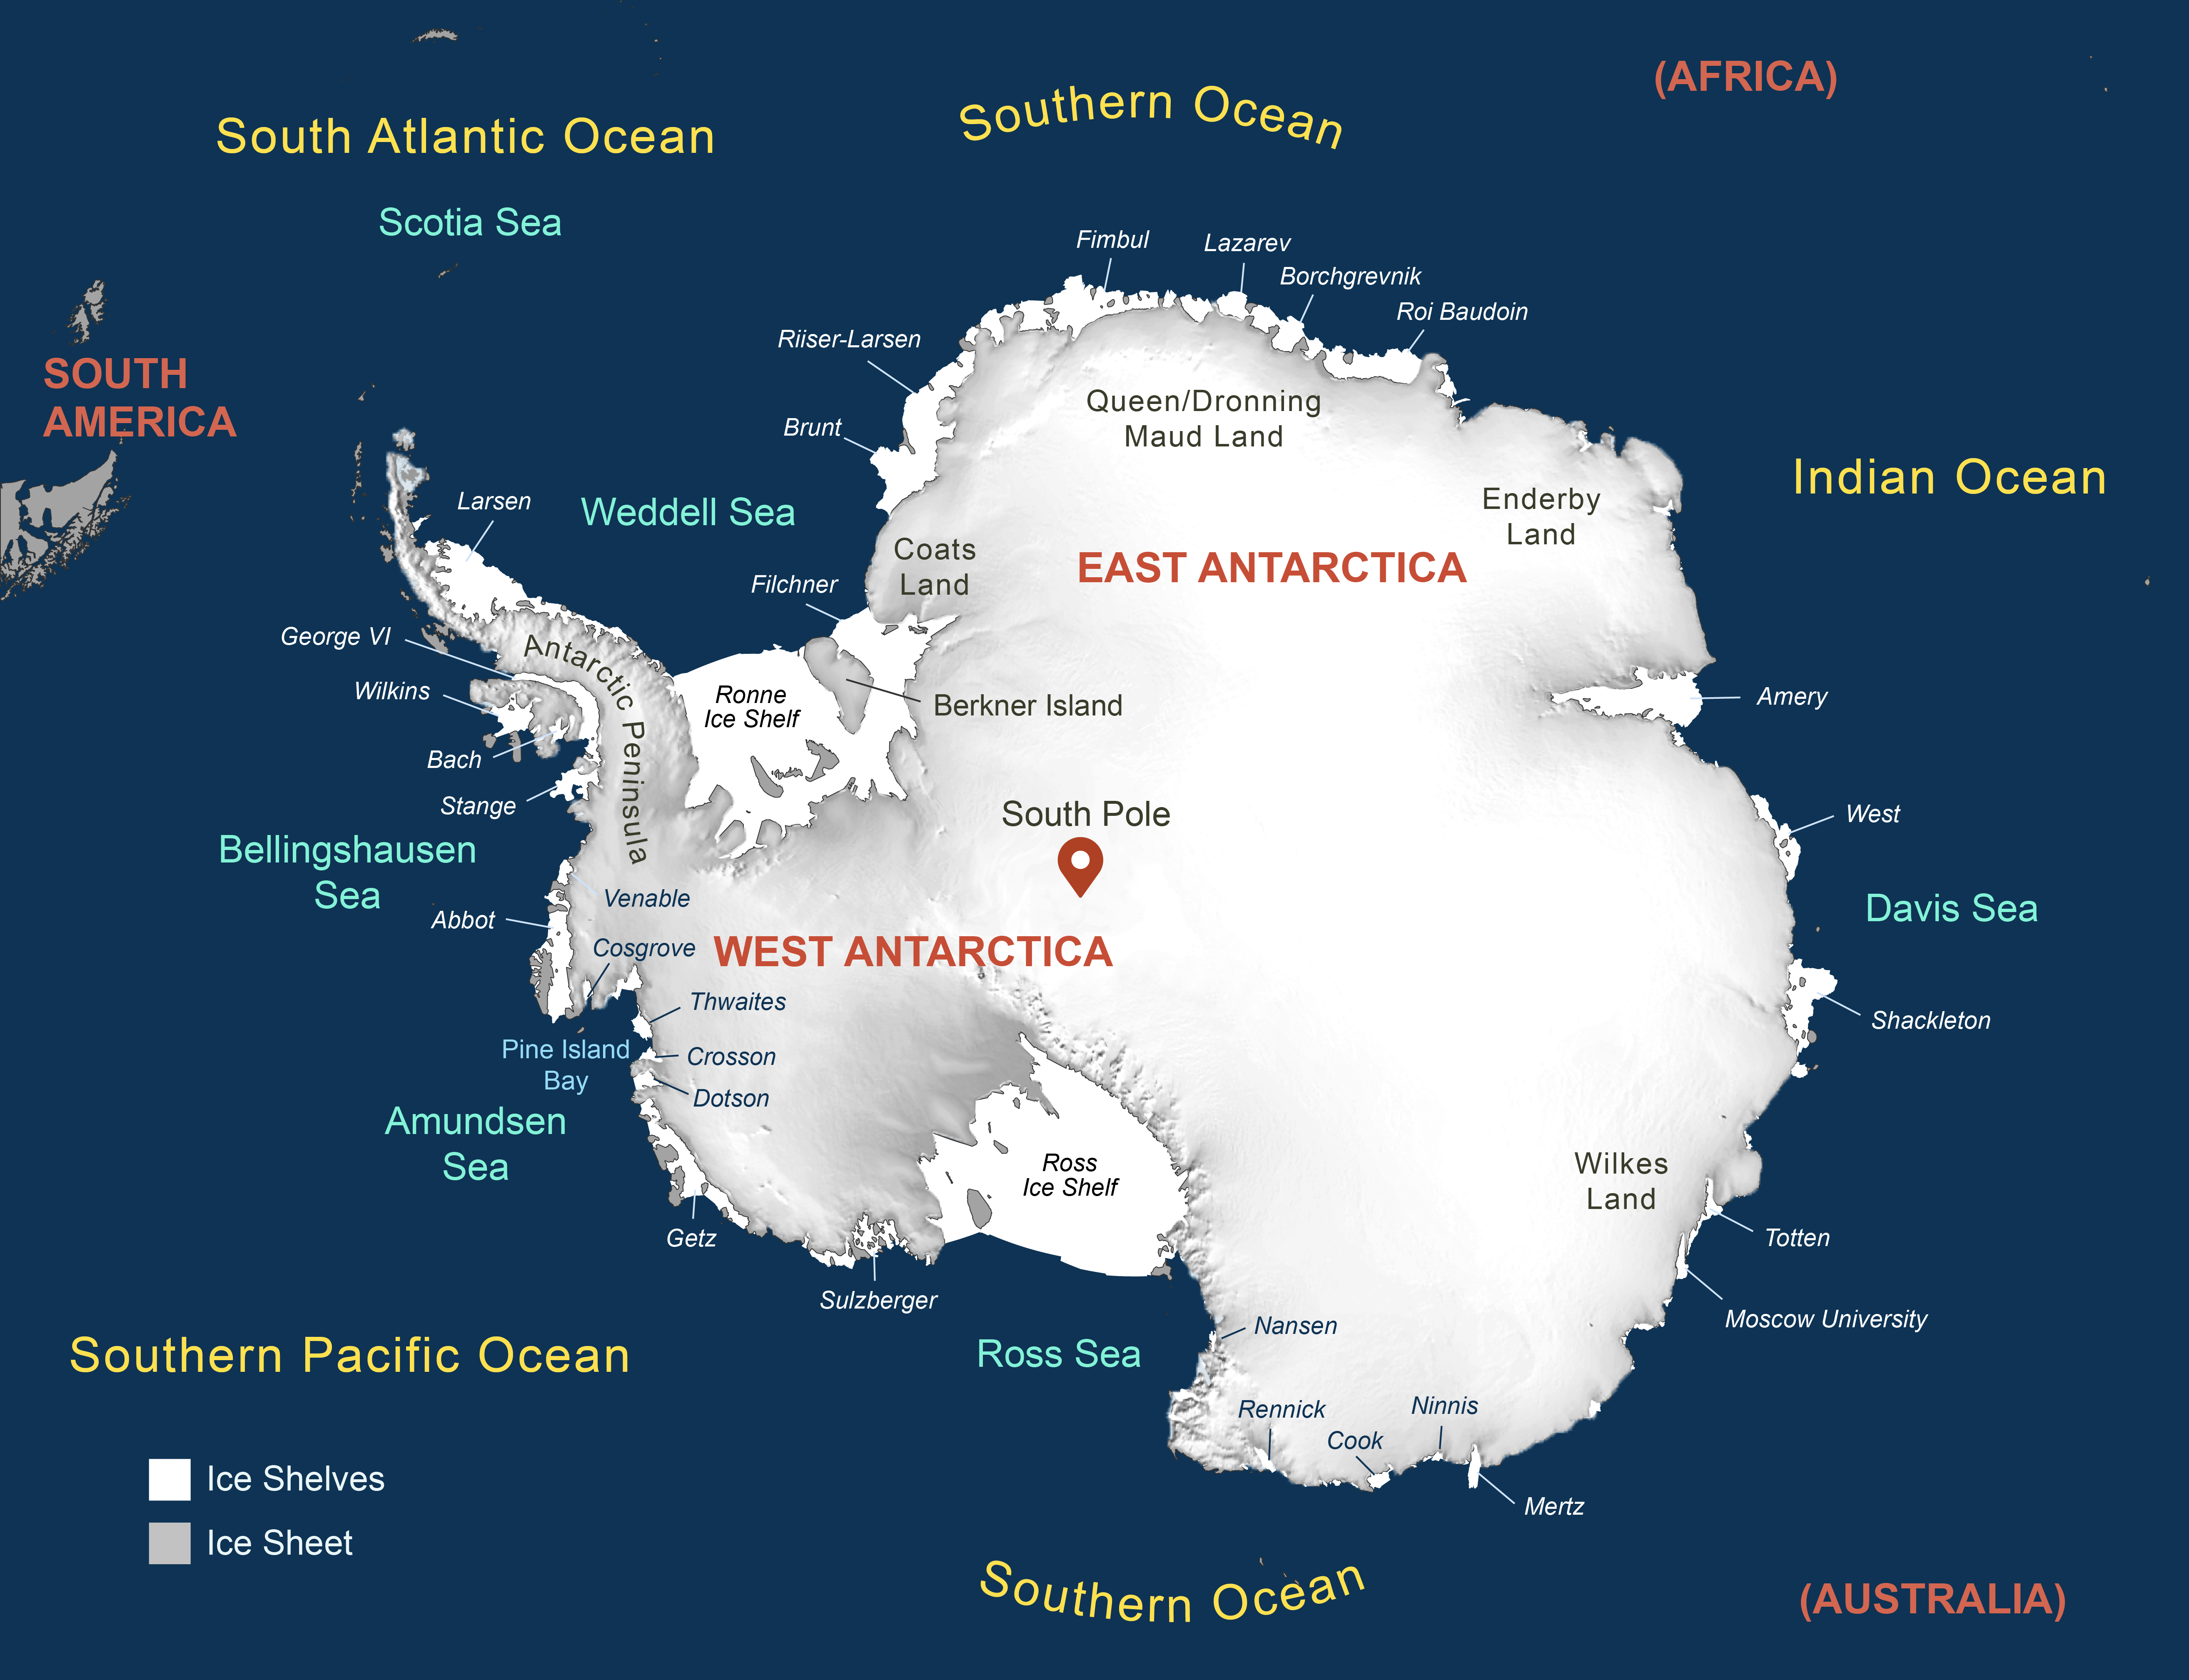 (AFRICA)
Southern Ocean
South Atlantic Ocean
Scotia Sea
Fimbul
Lazarev
Borchgrevnik
Roi Baudoin
Riiser-Larsen
SOUTH
AMERICA
Queen/Dronning
Maud Land
Brunt
Indian Ocean
Larsen
Weddell Sea
Enderby
Land
Coats
Land
EAST ANTARCTICA
Filchner
George VI
Antarctic Peninsula
Wilkins
Ronne
Ice Shelf
Berkner Island
Amery
Bach
Stange
South Pole
West
Bellingshausen
Sea
Venable
Abbot
Davis Sea
Cosgrove
WEST ANTARCTICA
Thwaites
Shackleton
Pine Island
Bay
Crosson
Dotson
Amundsen
Sea
Ross
Ice Shelf
Wilkes
Land
Getz
Totten
Sulzberger
Moscow University
Nansen
Southern Pacific Ocean
Ross Sea
Rennick
Ninnis
Cook
Ice Shelves
Mertz
Ice Sheet
Southern Ocean
(AUSTRALIA)